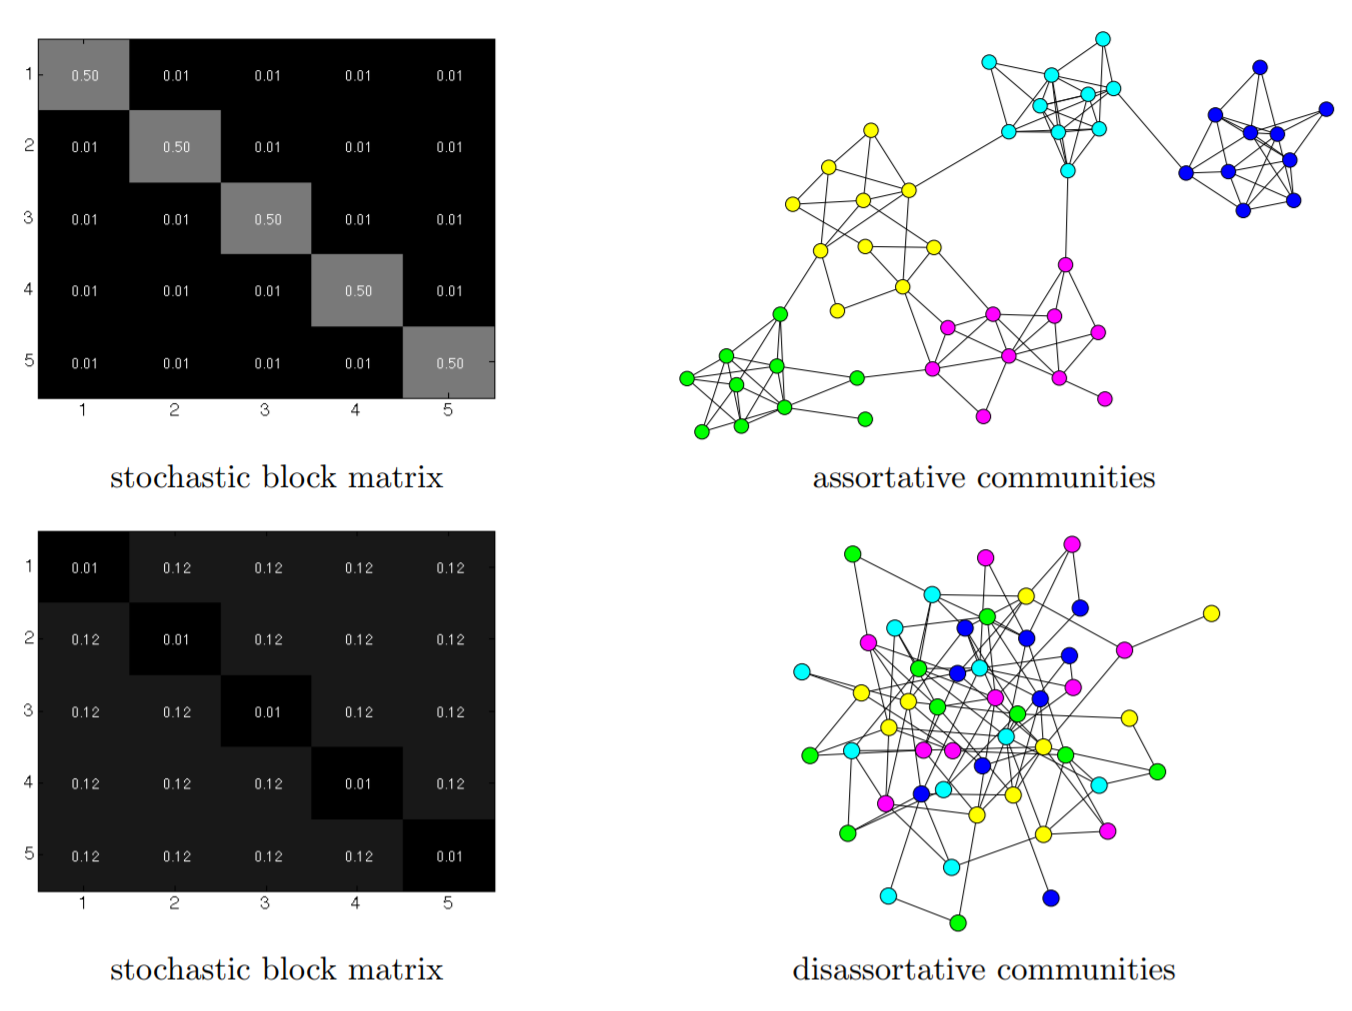 1 0.50 0.01 0.01 0.01 0.01
2 0.01 0.50 0.01 0.01 0.01
3 0.01 0.01 0.50 0.01 0.01
4 0.01 0.01 0.01 0.50 0.01
5 0.01 0.01 0.01 0.01 0.50
1 2 3 4 5
stochastic block matrix
assortative communities
1 0.01 0.12 0.12 0.12 0.12
2 0.12 0.01 0.12 0.12 0.12
3 0.12 0.12 0.01 0.12 0.12
4 0.12 0.12 0.12 0.01 0.12
5 0.12 0.12 0.12 0.12 0.01
1 2 3 4 5
stochastic block matrix
disassortative communities